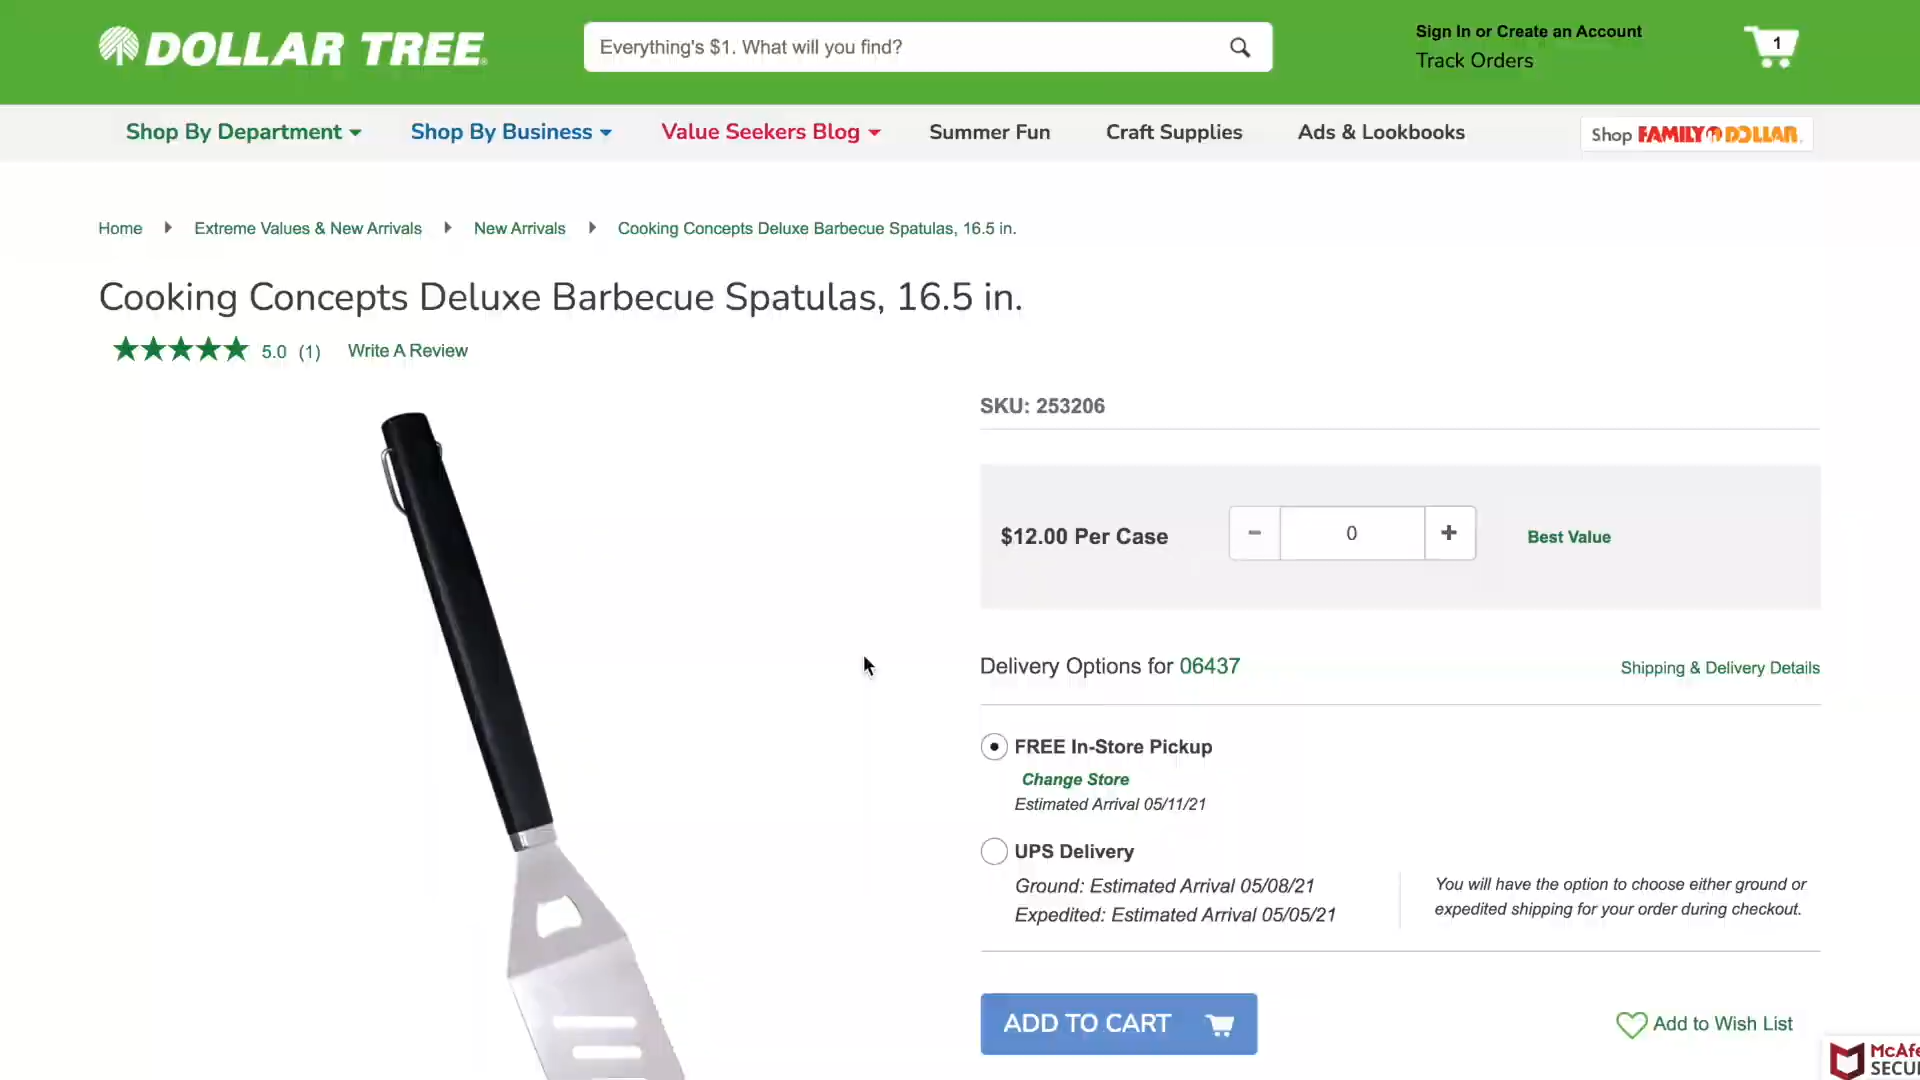 DOLLAR TREE
Everything's $1. What will you find?
Sign In or Create an Account
Track Orders
1
Shop By Department
Shop By Business
Value Seekers Blog
Summer Fun
Craft Supplies
Ads & Lookbooks
Shop FAMILY DOLLAR
Home
Extreme Values & New Arrivals
New Arrivals
Cooking Concepts Deluxe Barbecue Spatulas, 16.5 in.
Cooking Concepts Deluxe Barbecue Spatulas, 16.5 in.
5.0 (1) Write A Review
SKU: 253206
$12.00 Per Case
- 0 +
Best Value
Delivery Options for 06437
Shipping & Delivery Details
FREE In-Store Pickup
Change Store
Estimated Arrival 05/11/21
UPS Delivery
Ground: Estimated Arrival 05/08/21
Expedited: Estimated Arrival 05/05/21
You will have the option to choose either ground or
expedited shipping for your order during checkout.
ADD TO CART
Add to Wish List
McAfe
SECU